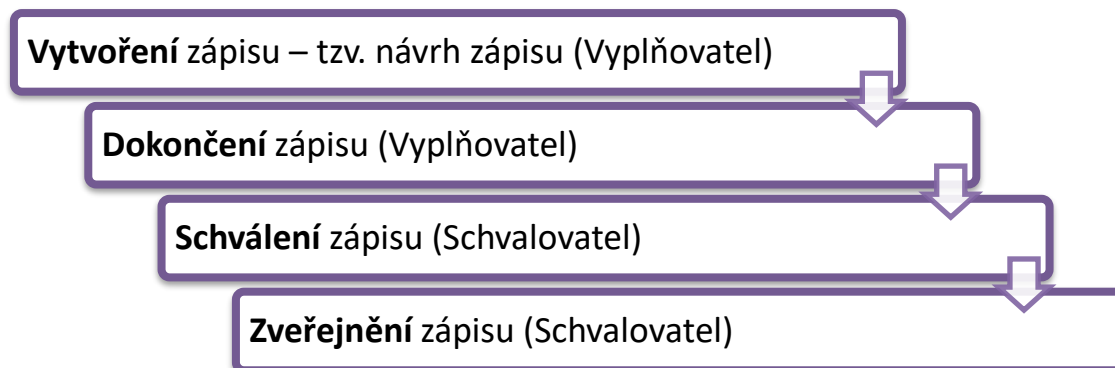 Vytvoření zápisu – tzv. návrh zápisu (Vyplňovatel)
Dokončení zápisu (Vyplňovatel)
Schválení zápisu (Schvalovatel)
Zveřejnění zápisu (Schvalovatel)